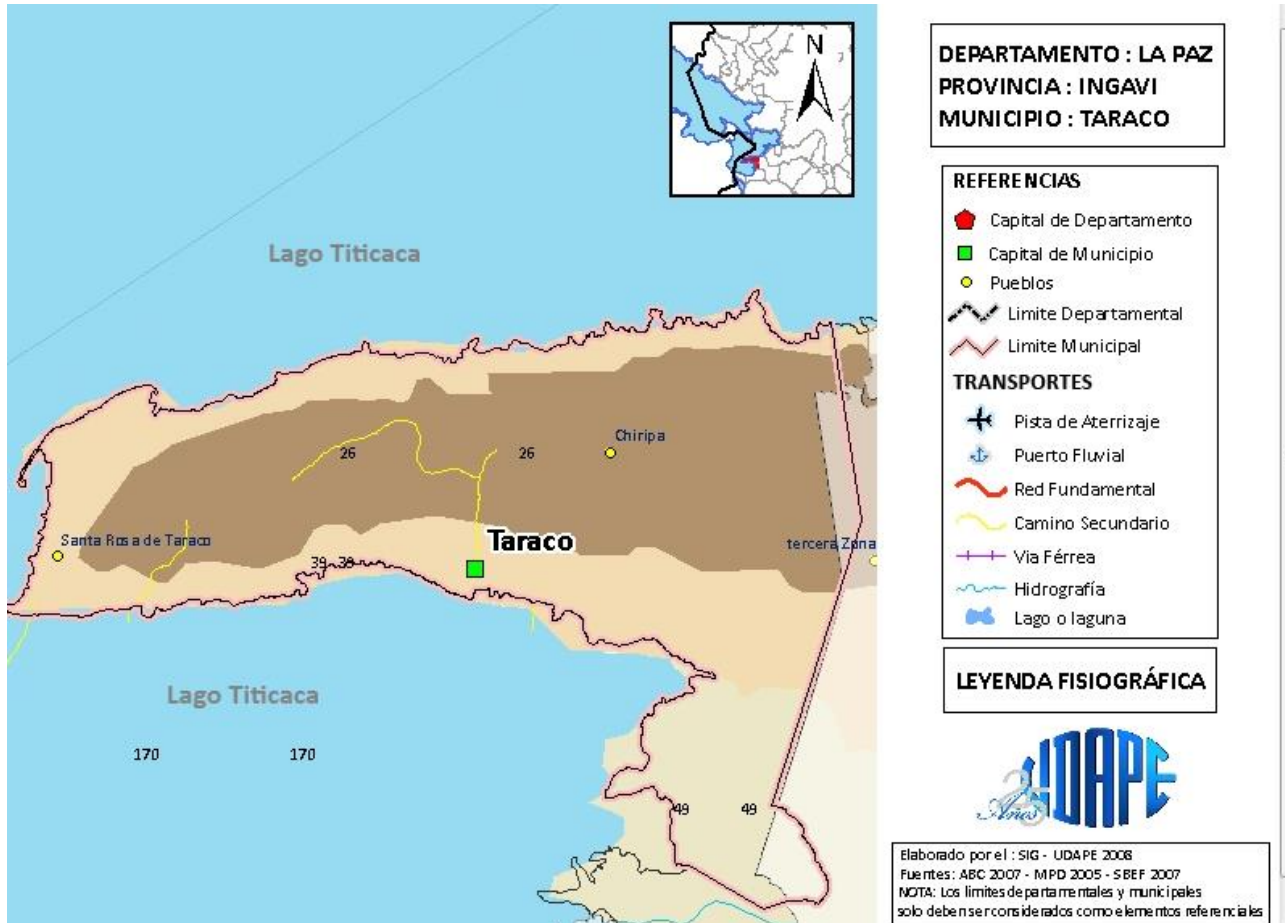 N
DEPARTAMENTO : LA PAZ
PROVINCIA : INGAVI
MUNICIPIO : TARACO
REFERENCIAS
Capital de Departamento
Capital de Municipio
Pueblos
Limite Departamental
Limite Municipal
TRANSPORTES
Pista de Aterrizaje
Puerto Fluvial
Red Fundamental
Camino Secundario
Via Férrea
Hidrografía
Lago o laguna
LEYENDA FISIOGRÁFICA
25 Años UDAPE
Elaborado por el : SIG - UDAPE 2008
Fuentes: ABC 2007 - MPD 2005 - SBEF 2007
NOTA: Los limites departamentales y municipales
solo deben ser considerados como elementos referenciales
Lago Titicaca
Chiripa
26 26
Taraco
Santa Rosa de Taraco
tercera Zona
39 39
Lago Titicaca
170 170
49 49